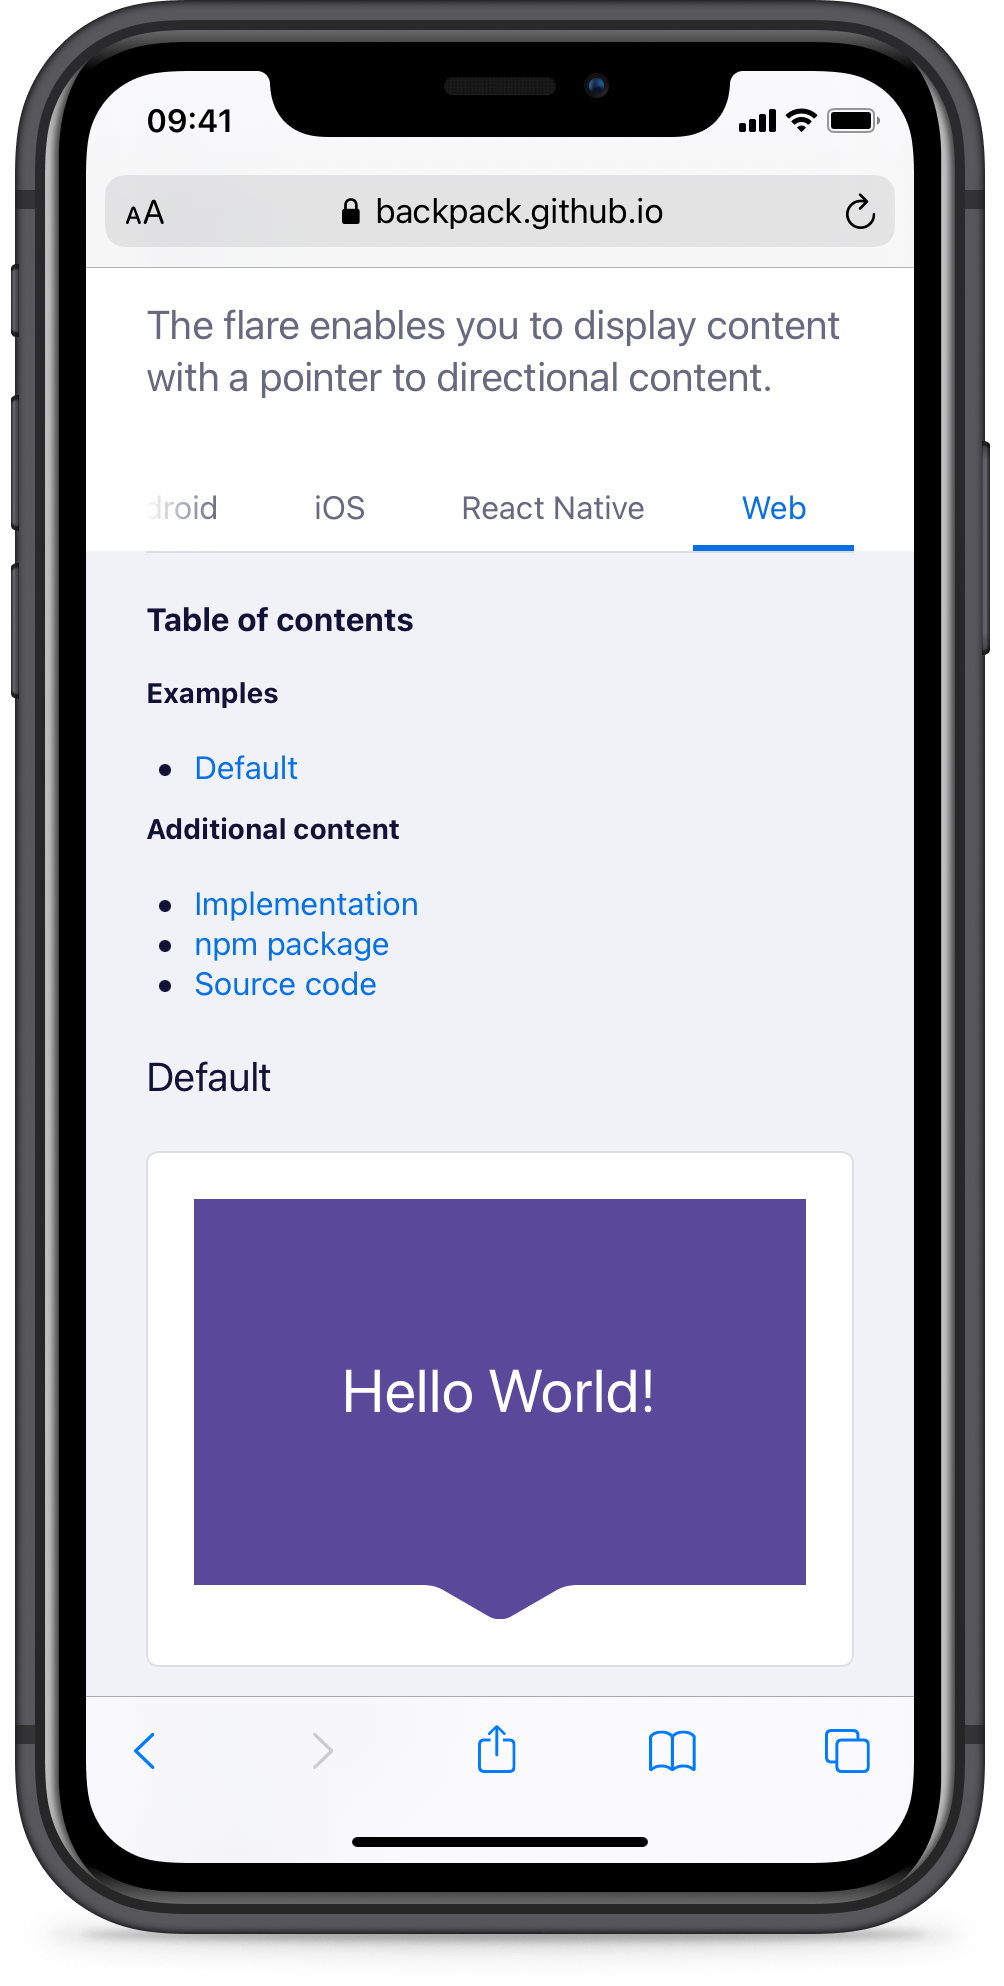 09:41
AA
backpack.github.io
The flare enables you to display content
with a pointer to directional content.
droid
iOS
React Native
Web
Table of contents
Examples
Default
Additional content
Implementation
npm package
Source code
Default
Hello World!